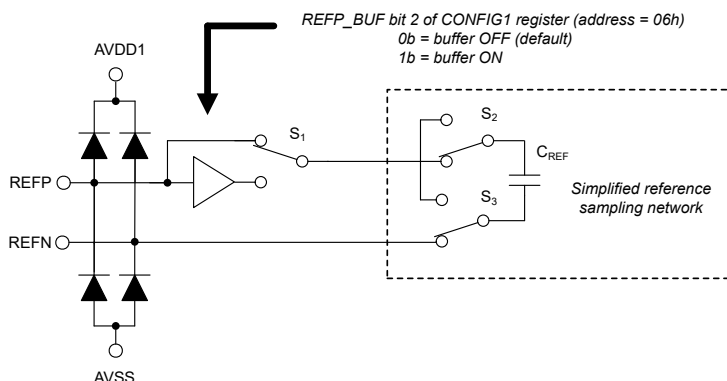 REFP_BUF bit 2 of CONFIG1 register (address = 06h)
0b = buffer OFF (default)
1b = buffer ON
AVDD1
S1
S2
CREF
REFP
S3
Simplified reference
sampling network
REFN
AVSS